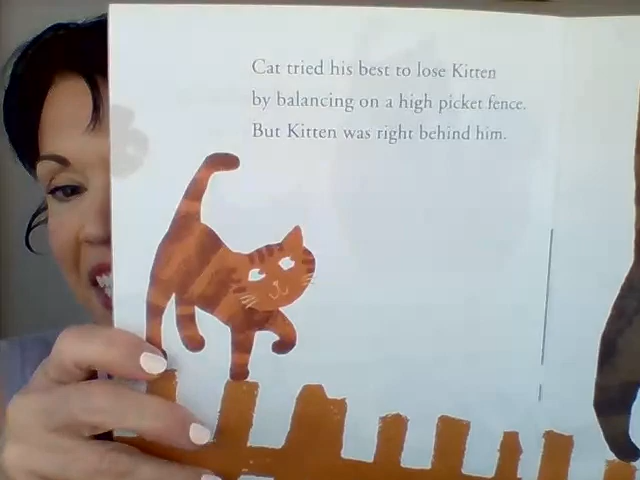 Cat tried his best to lose Kitten
by balancing on a high picket fence.
But Kitten was right behind him.